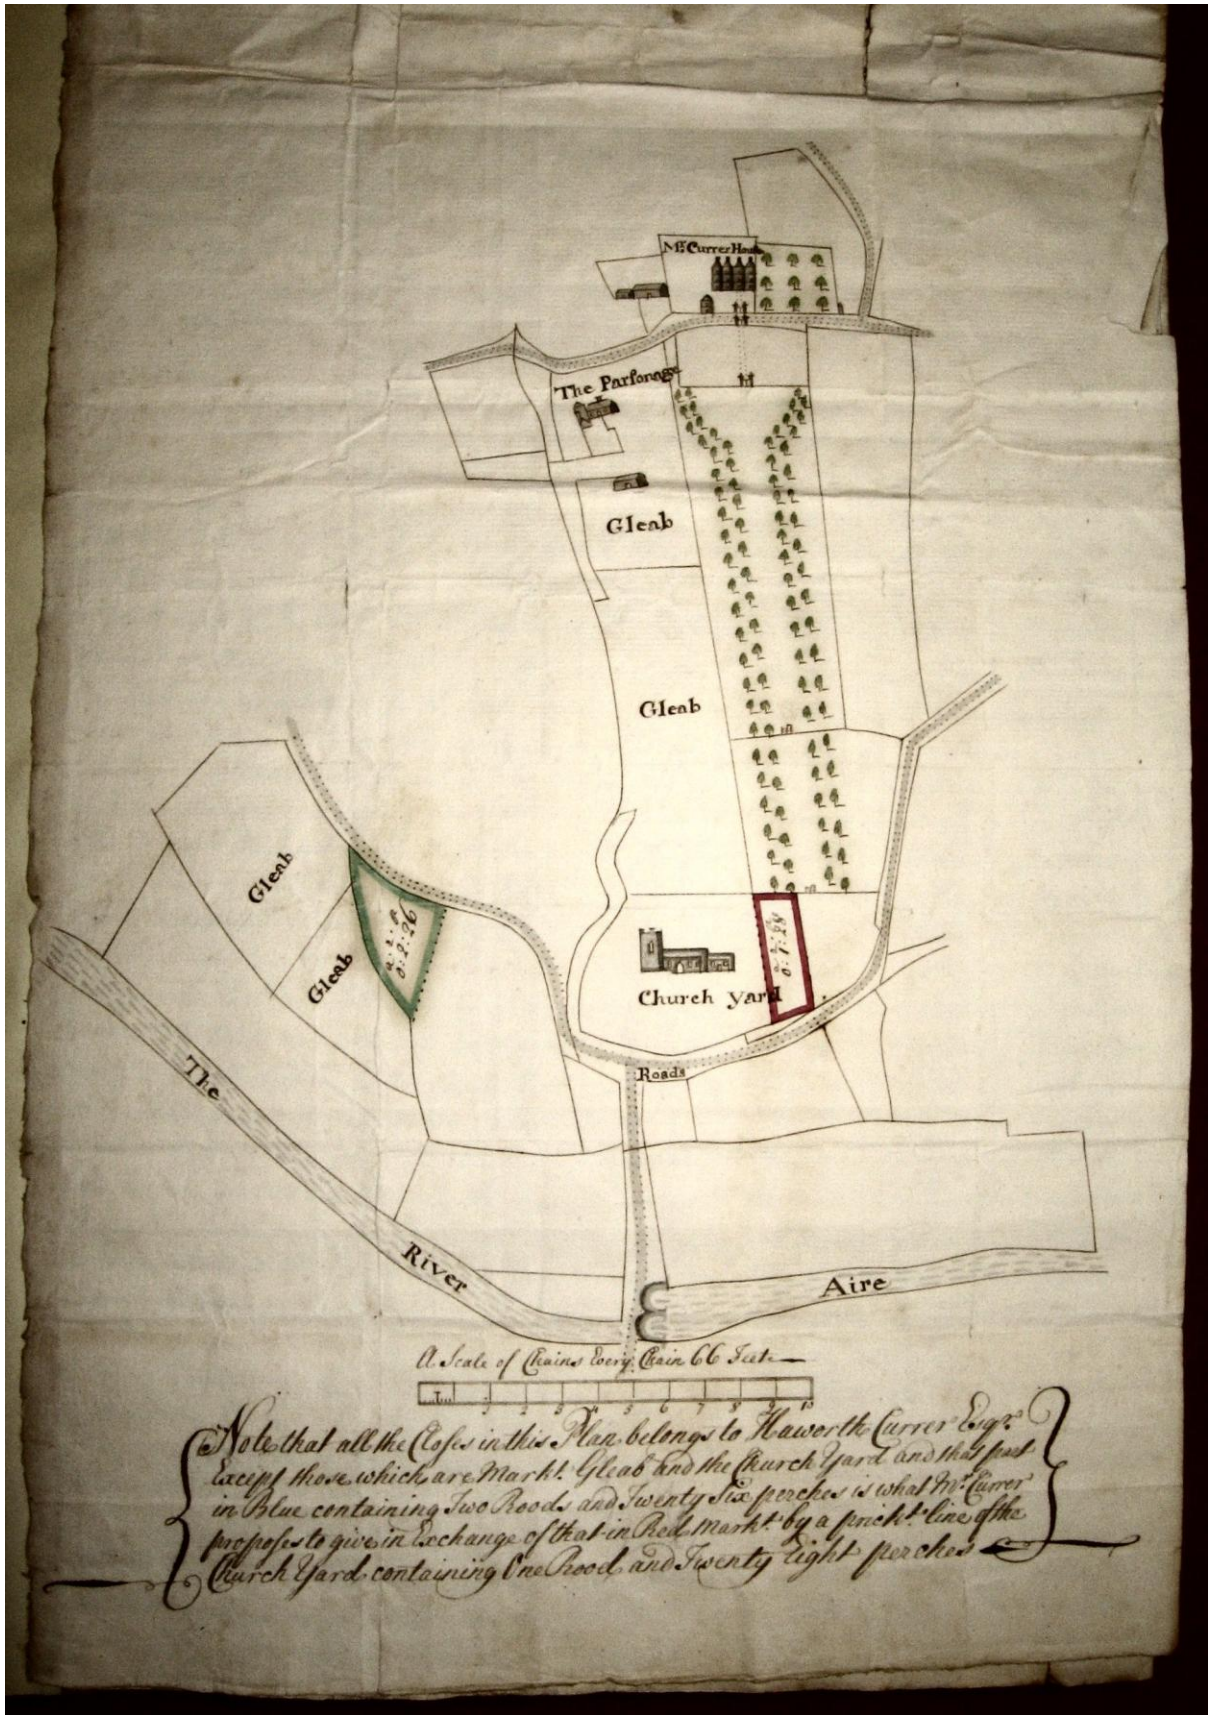 Mr. Currer House
The Parsonage
Gleab
Gleab
Gleab
Gleab
a. r. p.
0:2:26
a. r. p.
0:1:28
Church Yard
Roads
The
River
Aire
A Scale of Chains Every Chain 66 Feet
1 2 3 4 5 6 7 8 9 10
Note that all the Closes in this Plan belongs to Haworth Currer Esqr.
Except those which are Markt. Gleab and the Church Yard and that part
in Blue containing Two Roods and Twenty Six perches is what Mr. Currer
proposes to give in Exchange of that in Red Markt. by a prickt. line of the
Church Yard containing One Rood and Twenty Eight perches